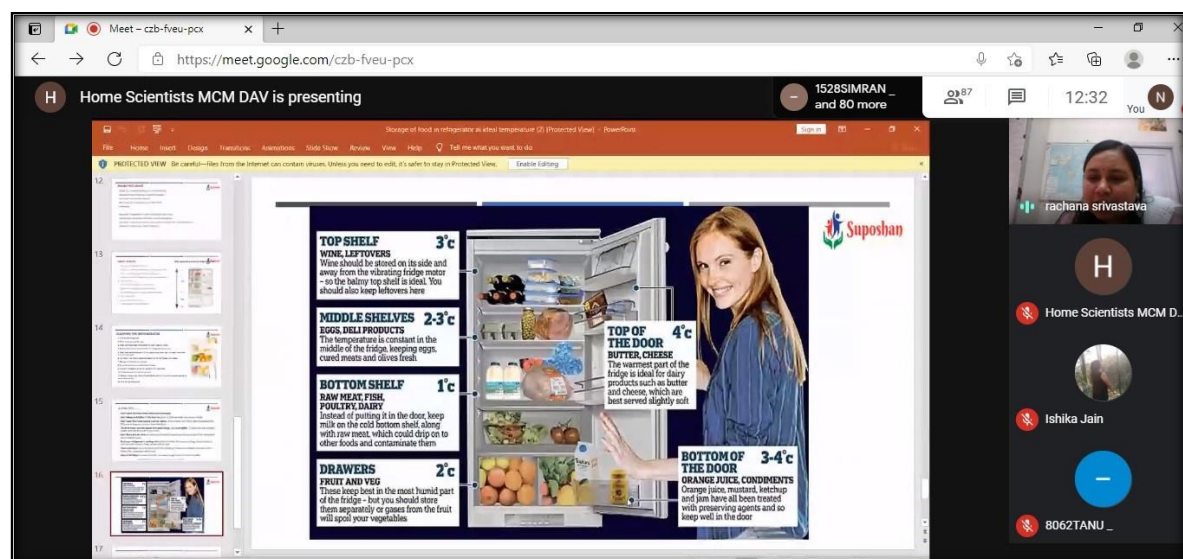 Meet – czb-fveu-pcx
https://meet.google.com/czb-fveu-pcx
H Home Scientists MCM DAV is presenting
1528SIMRAN _
and 80 more
87
12:32
You
N
Storage of food in refrigerator at ideal temperature (2) [Protected View] - PowerPoint
Sign in
File Home Insert Design Transitions Animations Slide Show Review View Help Tell me what you want to do
PROTECTED VIEW Be careful—files from the Internet can contain viruses. Unless you need to edit, it's safer to stay in Protected View. Enable Editing
12
13
14
15
16
17
Suposhan
TOP SHELF 3°c
WINE, LEFTOVERS
Wine should be stored on its side and
away from the vibrating fridge motor
– so the balmy top shelf is ideal. You
should also keep leftovers here
MIDDLE SHELVES 2-3°c
EGGS, DELI PRODUCTS
The temperature is constant in the
middle of the fridge, keeping eggs,
cured meats and olives fresh
BOTTOM SHELF 1°c
RAW MEAT, FISH,
POULTRY, DAIRY
Instead of putting it in the door, keep
milk on the cold bottom shelf, along
with raw meat, which could drip on to
other foods and contaminate them
DRAWERS 2°c
FRUIT AND VEG
These keep best in the most humid part
of the fridge – but you should store
them separately or gases from the fruit
will spoil your vegetables
TOP OF 4°c
THE DOOR
BUTTER, CHEESE
The warmest part of the
fridge is ideal for dairy
products such as butter
and cheese, which are
best served slightly soft
BOTTOM OF 3-4°c
THE DOOR
ORANGE JUICE, CONDIMENTS
Orange juice, mustard, ketchup
and jam have all been treated
with preserving agents and so
keep well in the door
rachana srivastava
H
Home Scientists MCM D...
Ishika Jain
8062TANU _